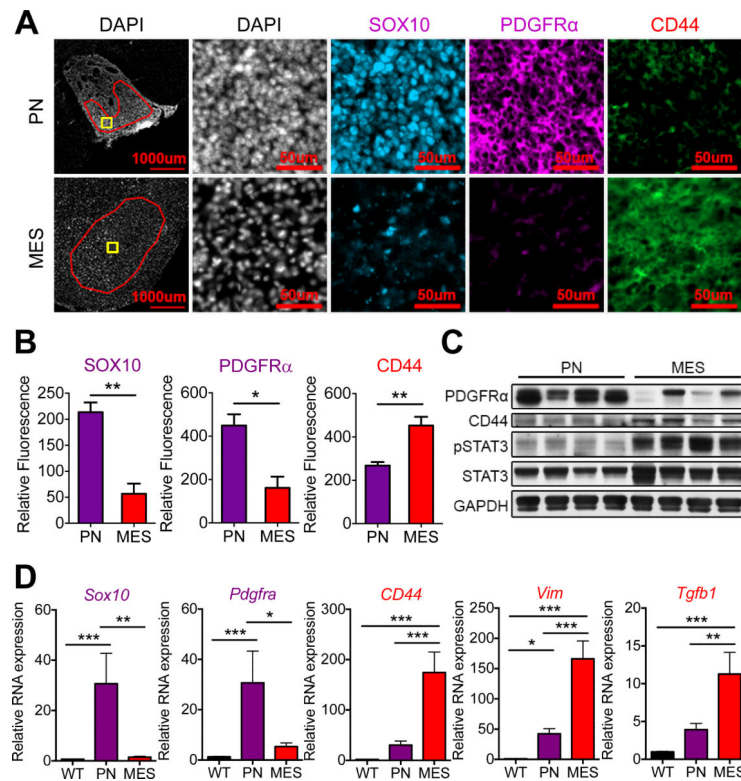 A
DAPI DAPI SOX10 PDGFRα CD44
PN
1000um 50um 50um 50um 50um
MES
1000um 50um 50um 50um 50um
B
SOX10
Relative Fluorescence
250
200
150
100
50
0
PN MES
**
PDGFRα
Relative Fluorescence
600
400
200
0
PN MES
*
CD44
Relative Fluorescence
600
400
200
0
PN MES
**
C
PN MES
PDGFRα
CD44
pSTAT3
STAT3
GAPDH
D
Sox10
Relative RNA expression
60
40
20
0
WT PN MES
*** **
Pdgfra
Relative RNA expression
60
40
20
0
WT PN MES
*** *
CD44
Relative RNA expression
300
200
100
0
WT PN MES
***
***
Vim
Relative RNA expression
250
200
150
100
50
0
WT PN MES
***
* ***
Tgfb1
Relative RNA expression
20
15
10
5
0
WT PN MES
***
**